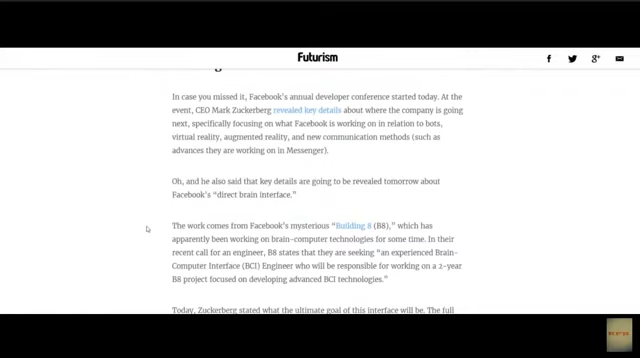 Futurism
In case you missed it, Facebook's annual developer conference started today. At the
event, CEO Mark Zuckerberg revealed key details about where the company is going
next, specifically focusing on what Facebook is working on in relation to bots,
virtual reality, augmented reality, and new communication methods (such as
advances they are working on in Messenger).
Oh, and he also said that key details are going to be revealed tomorrow about
Facebook's “direct brain interface.”
The work comes from Facebook's mysterious “Building 8 (B8),” which has
apparently been working on brain-computer technologies for some time. In their
recent call for an engineer, B8 states that they are seeking “an experienced Brain-
Computer Interface (BCI) Engineer who will be responsible for working on a 2-year
B8 project focused on developing advanced BCI technologies.”
Today, Zuckerberg stated what the ultimate goal of this interface will be. The full